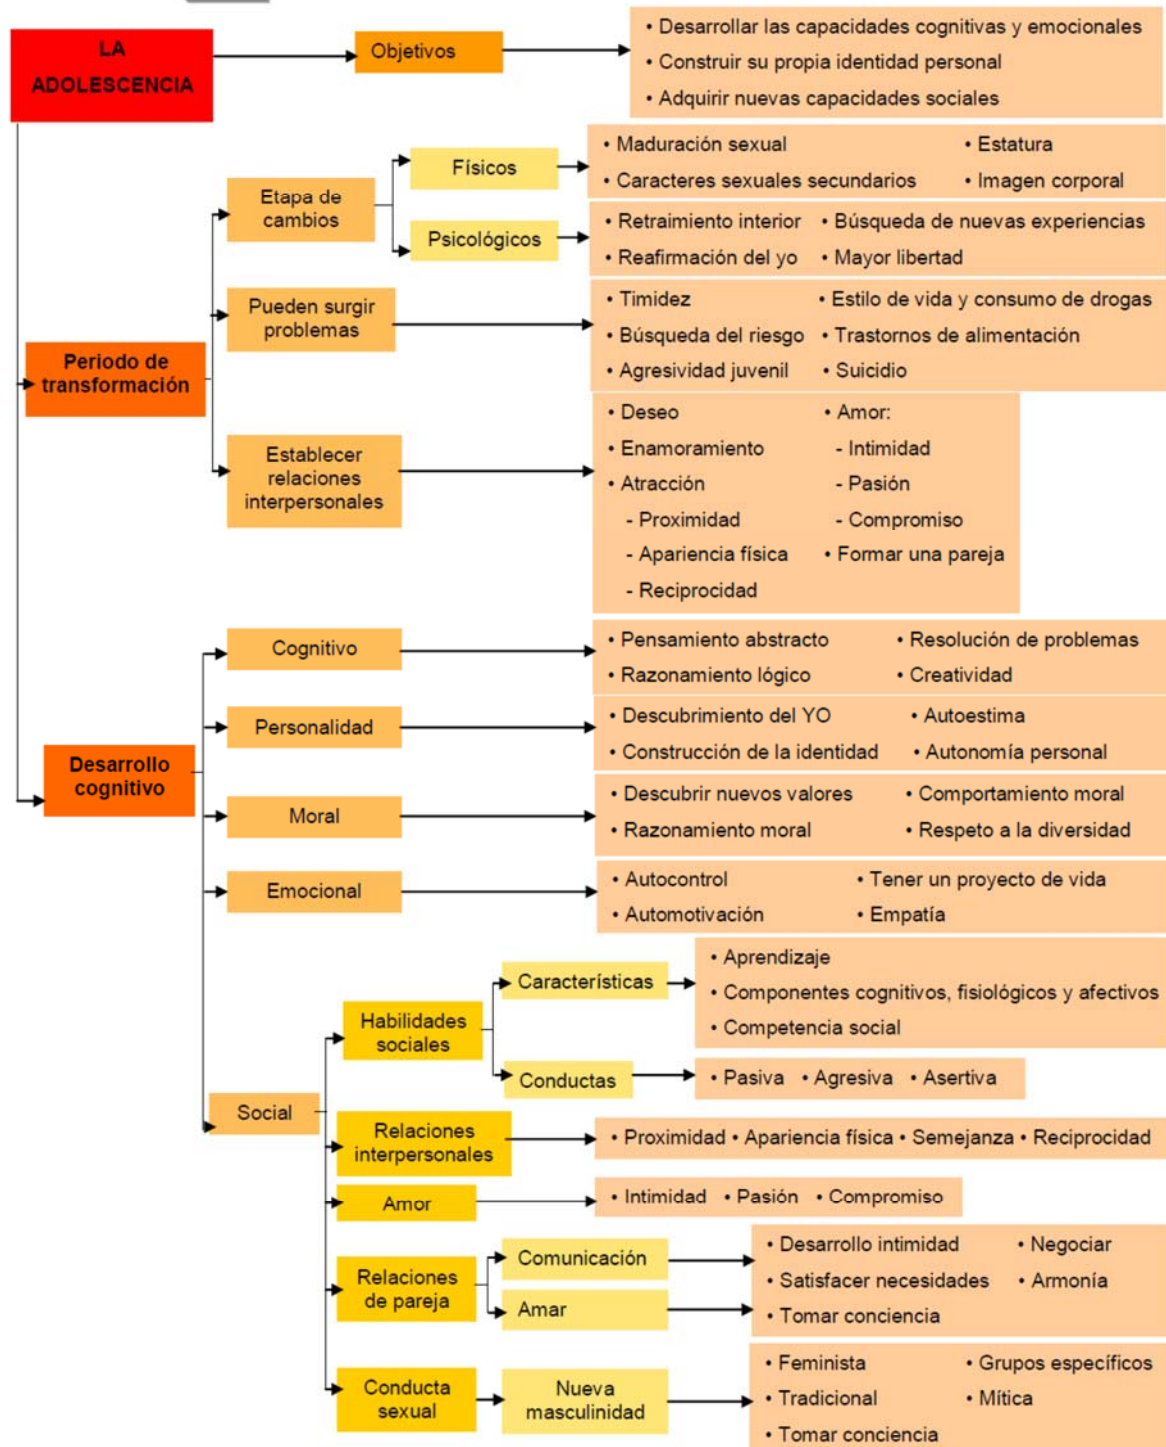 LA
ADOLESCENCIA
Objetivos
• Desarrollar las capacidades cognitivas y emocionales
• Construir su propia identidad personal
• Adquirir nuevas capacidades sociales
Periodo de
transformación
Etapa de
cambios
Físicos
• Maduración sexual • Estatura
• Caracteres sexuales secundarios • Imagen corporal
Psicológicos
• Retraimiento interior • Búsqueda de nuevas experiencias
• Reafirmación del yo • Mayor libertad
Pueden surgir
problemas
• Timidez • Estilo de vida y consumo de drogas
• Búsqueda del riesgo • Trastornos de alimentación
• Agresividad juvenil • Suicidio
Establecer
relaciones
interpersonales
• Deseo • Amor:
• Enamoramiento - Intimidad
• Atracción - Pasión
- Proximidad - Compromiso
- Apariencia física • Formar una pareja
- Reciprocidad
Desarrollo
cognitivo
Cognitivo
• Pensamiento abstracto • Resolución de problemas
• Razonamiento lógico • Creatividad
Personalidad
• Descubrimiento del YO • Autoestima
• Construcción de la identidad • Autonomía personal
Moral
• Descubrir nuevos valores • Comportamiento moral
• Razonamiento moral • Respeto a la diversidad
Emocional
• Autocontrol • Tener un proyecto de vida
• Automotivación • Empatía
Social
Habilidades
sociales
Características
• Aprendizaje
• Componentes cognitivos, fisiológicos y afectivos
• Competencia social
Conductas
• Pasiva • Agresiva • Asertiva
Relaciones
interpersonales
• Proximidad • Apariencia física • Semejanza • Reciprocidad
Amor
• Intimidad • Pasión • Compromiso
Relaciones
de pareja
Comunicación
Amar
• Desarrollo intimidad • Negociar
• Satisfacer necesidades • Armonía
• Tomar conciencia
Conducta
sexual
Nueva
masculinidad
• Feminista • Grupos específicos
• Tradicional • Mítica
• Tomar conciencia